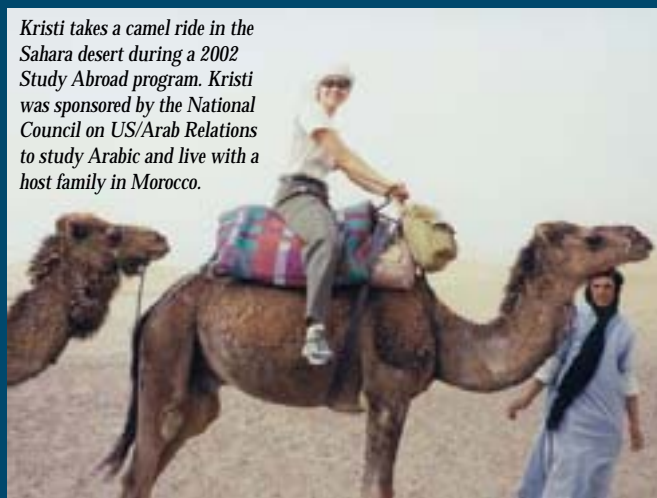 Kristi takes a camel ride in the
Sahara desert during a 2002
Study Abroad program. Kristi
was sponsored by the National
Council on US/Arab Relations
to study Arabic and live with a
host family in Morocco.